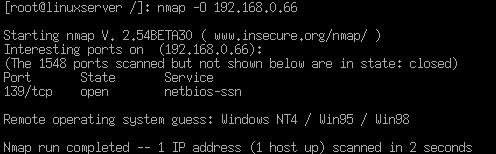 [root@linuxserver /]: nmap -O 192.168.0.66
Starting nmap V. 2.54BETA30 ( www.insecure.org/nmap/ )
Interesting ports on  (192.168.0.66):
(The 1548 ports scanned but not shown below are in state: closed)
Port       State       Service
139/tcp    open        netbios-ssn
Remote operating system guess: Windows NT4 / Win95 / Win98
Nmap run completed -- 1 IP address (1 host up) scanned in 2 seconds